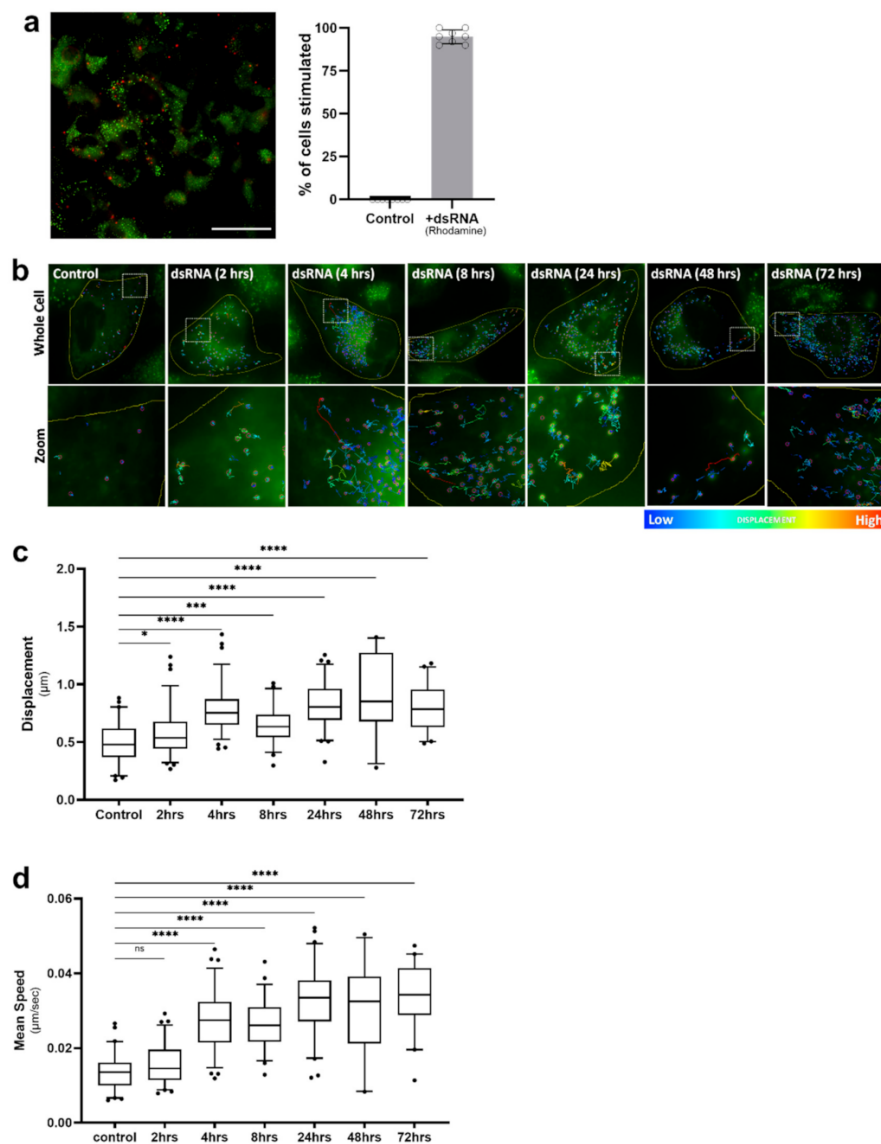 a
% of cells stimulated
100
75
50
25
0
Control
+dsRNA
(Rhodamine)
b
Whole Cell
Control
dsRNA (2 hrs)
dsRNA (4 hrs)
dsRNA (8 hrs)
dsRNA (24 hrs)
dsRNA (48 hrs)
dsRNA (72 hrs)
Zoom
Low
DISPLACEMENT
High
c
Displacement
(μm)
2.0
1.5
1.0
0.5
0.0
****
****
****
***
****
*
Control 2hrs 4hrs 8hrs 24hrs 48hrs 72hrs
d
Mean Speed
(μm/sec)
0.06
0.04
0.02
0.00
****
****
****
****
****
ns
control 2hrs 4hrs 8hrs 24hrs 48hrs 72hrs